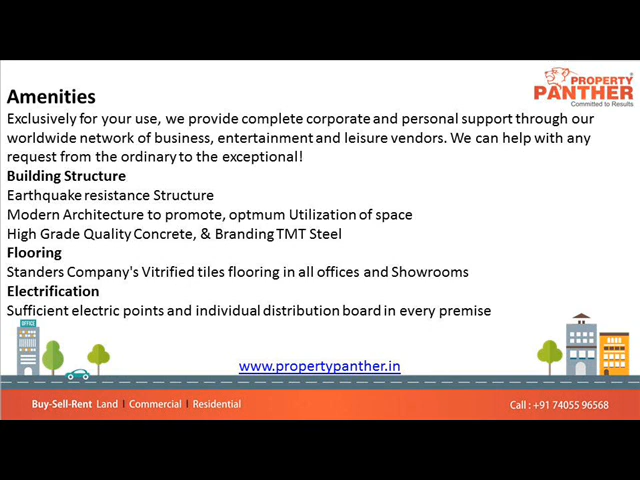 PROPERTY
PANTHER
Committed to Results
Amenities
Exclusively for your use, we provide complete corporate and personal support through our
worldwide network of business, entertainment and leisure vendors. We can help with any
request from the ordinary to the exceptional!
Building Structure
Earthquake resistance Structure
Modern Architecture to promote, optmum Utilization of space
High Grade Quality Concrete, & Branding TMT Steel
Flooring
Standers Company's Vitrified tiles flooring in all offices and Showrooms
Electrification
Sufficient electric points and individual distribution board in every premise
OFFICE
www.propertypanther.in
Buy-Sell-Rent Land | Commercial | Residential
Call : +91 74055 96568